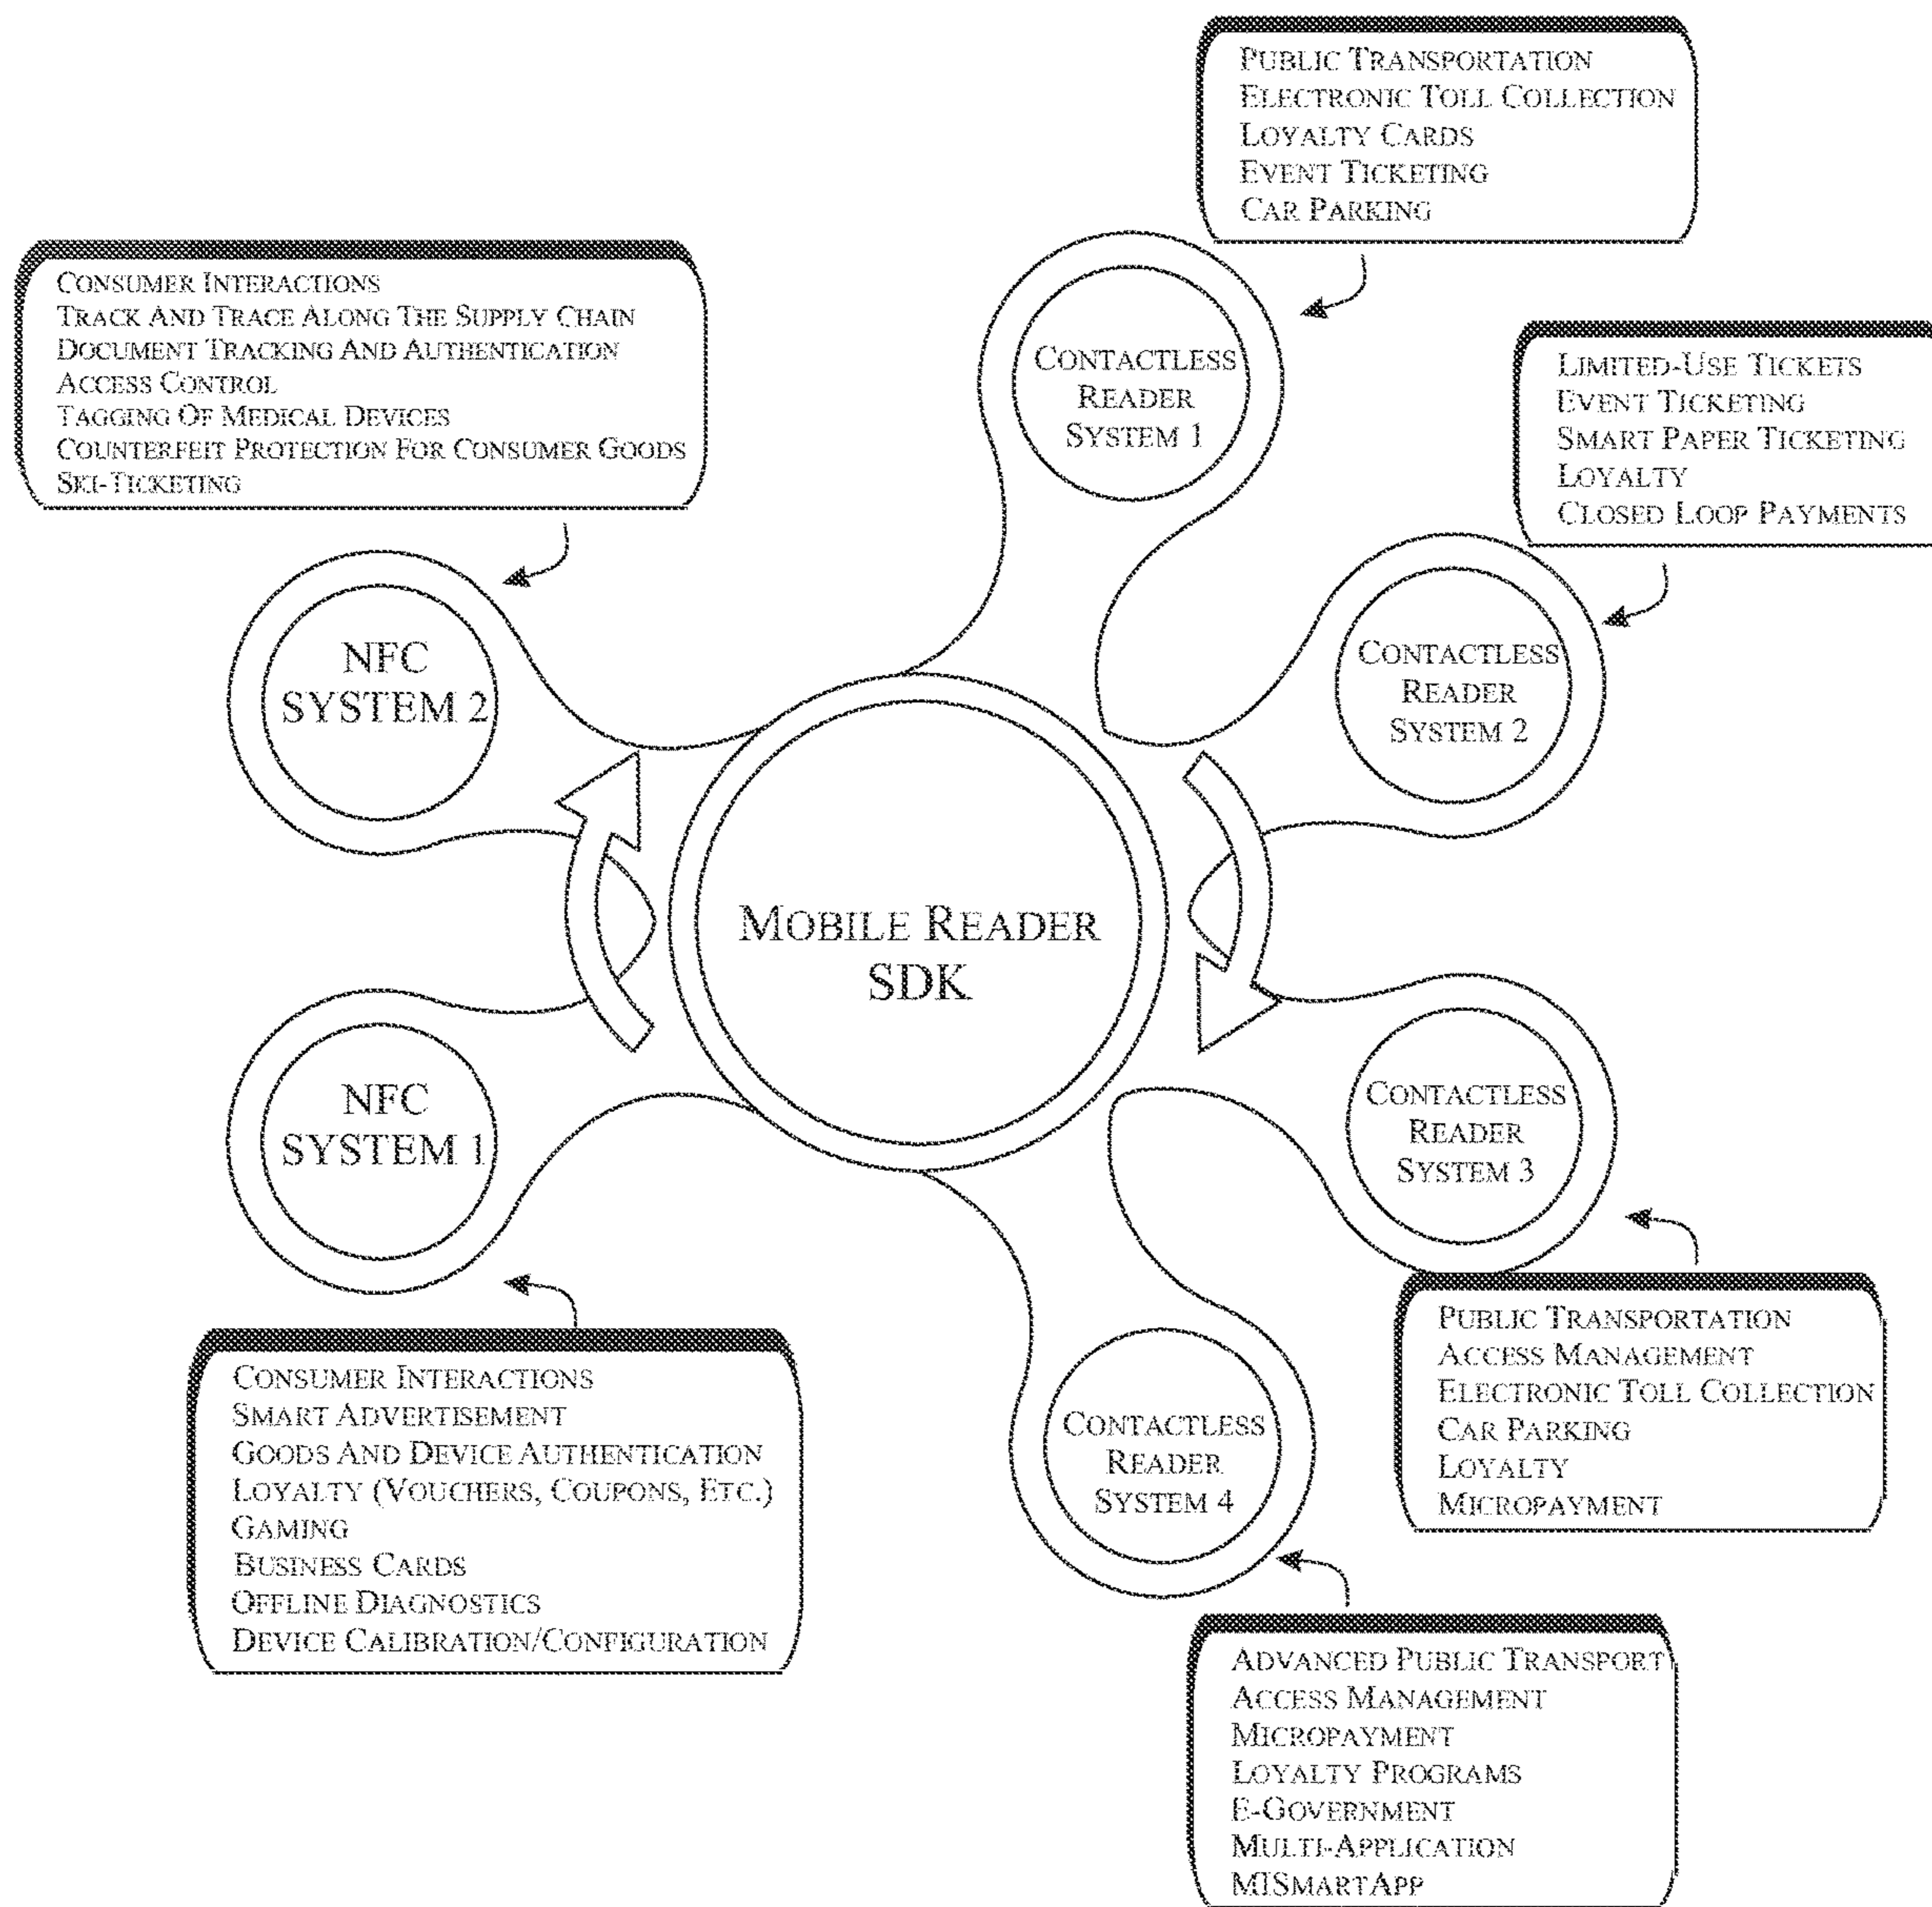 PUBLIC TRANSPORTATION
ELECTRONIC TOLL COLLECTION
LOYALTY CARDS
EVENT TICKETING
CAR PARKING
CONSUMER INTERACTIONS
TRACK AND TRACE ALONG THE SUPPLY CHAIN
DOCUMENT TRACKING AND AUTHENTICATION
ACCESS CONTROL
TAGGING OF MEDICAL DEVICES
COUNTERFEIT PROTECTION FOR CONSUMER GOODS
SKI-TICKETING
CONTACTLESS
READER
SYSTEM 1
LIMITED-USE TICKETS
EVENT TICKETING
SMART PAPER TICKETING
LOYALTY
CLOSED LOOP PAYMENTS
NFC
SYSTEM 2
CONTACTLESS
READER
SYSTEM 2
MOBILE READER
SDK
NFC
SYSTEM 1
CONTACTLESS
READER
SYSTEM 3
PUBLIC TRANSPORTATION
ACCESS MANAGEMENT
ELECTRONIC TOLL COLLECTION
CAR PARKING
LOYALTY
MICROPAYMENT
CONSUMER INTERACTIONS
SMART ADVERTISEMENT
GOODS AND DEVICE AUTHENTICATION
LOYALTY (VOUCHERS, COUPONS, ETC.)
GAMING
BUSINESS CARDS
OFFLINE DIAGNOSTICS
DEVICE CALIBRATION/CONFIGURATION
CONTACTLESS
READER
SYSTEM 4
ADVANCED PUBLIC TRANSPORT
ACCESS MANAGEMENT
MICROPAYMENT
LOYALTY PROGRAMS
E-GOVERNMENT
MULTI-APPLICATION
MISMARTAPP